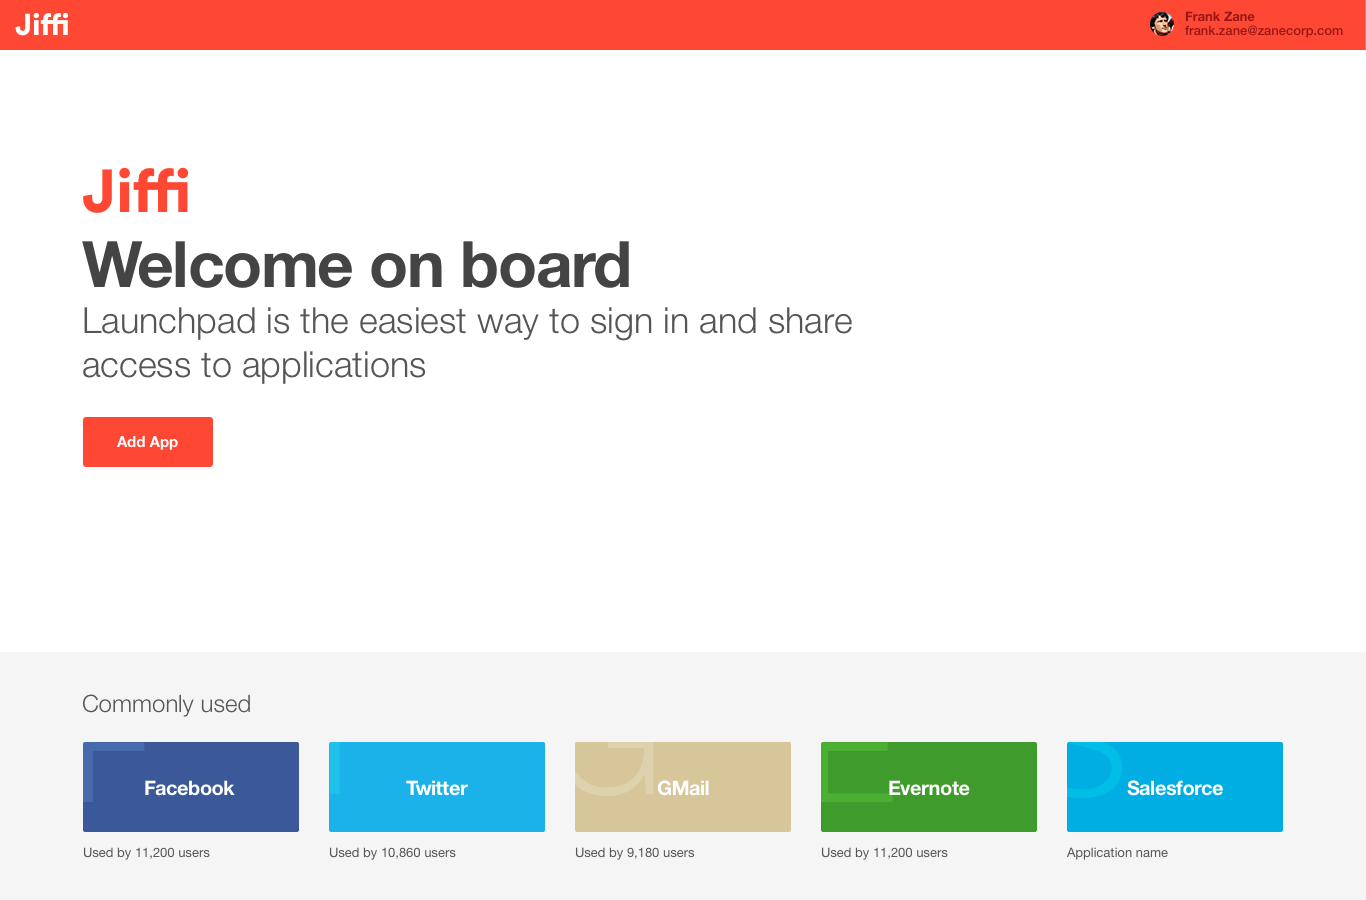 Jiffi
Frank Zane
frank.zane@zanecorp.com
Jiffi
Welcome on board
Launchpad is the easiest way to sign in and share
access to applications
Add App
Commonly used
Facebook
Twitter
GMail
Evernote
Salesforce
Used by 11,200 users
Used by 10,860 users
Used by 9,180 users
Used by 11,200 users
Application name